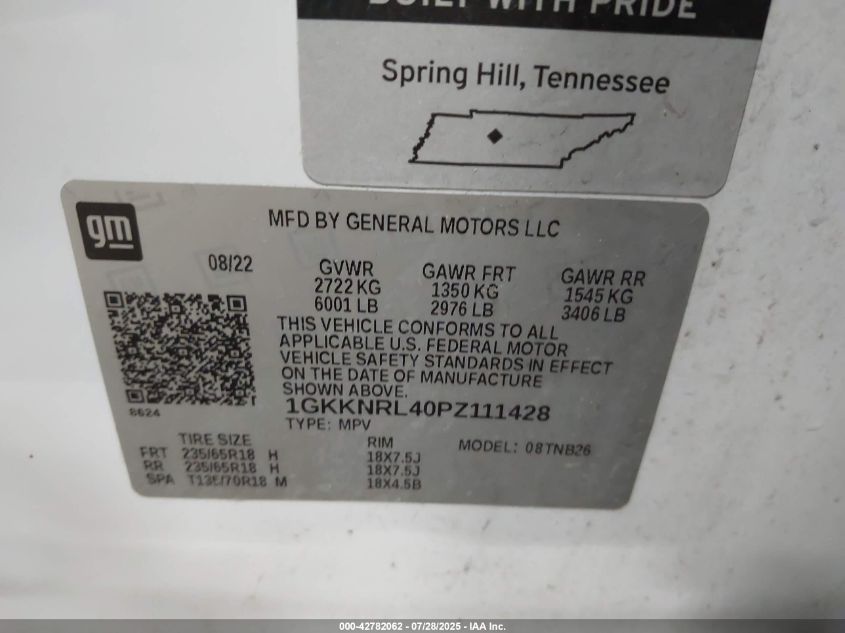 BUILT WITH PRIDE
Spring Hill, Tennessee
gm
MFD BY GENERAL MOTORS LLC
08/22
GVWR GAWR FRT GAWR RR
2722 KG 1350 KG 1545 KG
6001 LB 2976 LB 3406 LB
THIS VEHICLE CONFORMS TO ALL
APPLICABLE U.S. FEDERAL MOTOR
VEHICLE SAFETY STANDARDS IN EFFECT
ON THE DATE OF MANUFACTURE
SHOWN ABOVE.
8624
1GKKNRL40PZ111428
TYPE: MPV
TIRE SIZE RIM MODEL: 08TNB26
FRT 235/65R18 H 18X7.5J
RR 235/65R18 H 18X7.5J
SPA T135/70R18 M 18X4.5B
000-42782062 - 07/28/2025 - IAA Inc.